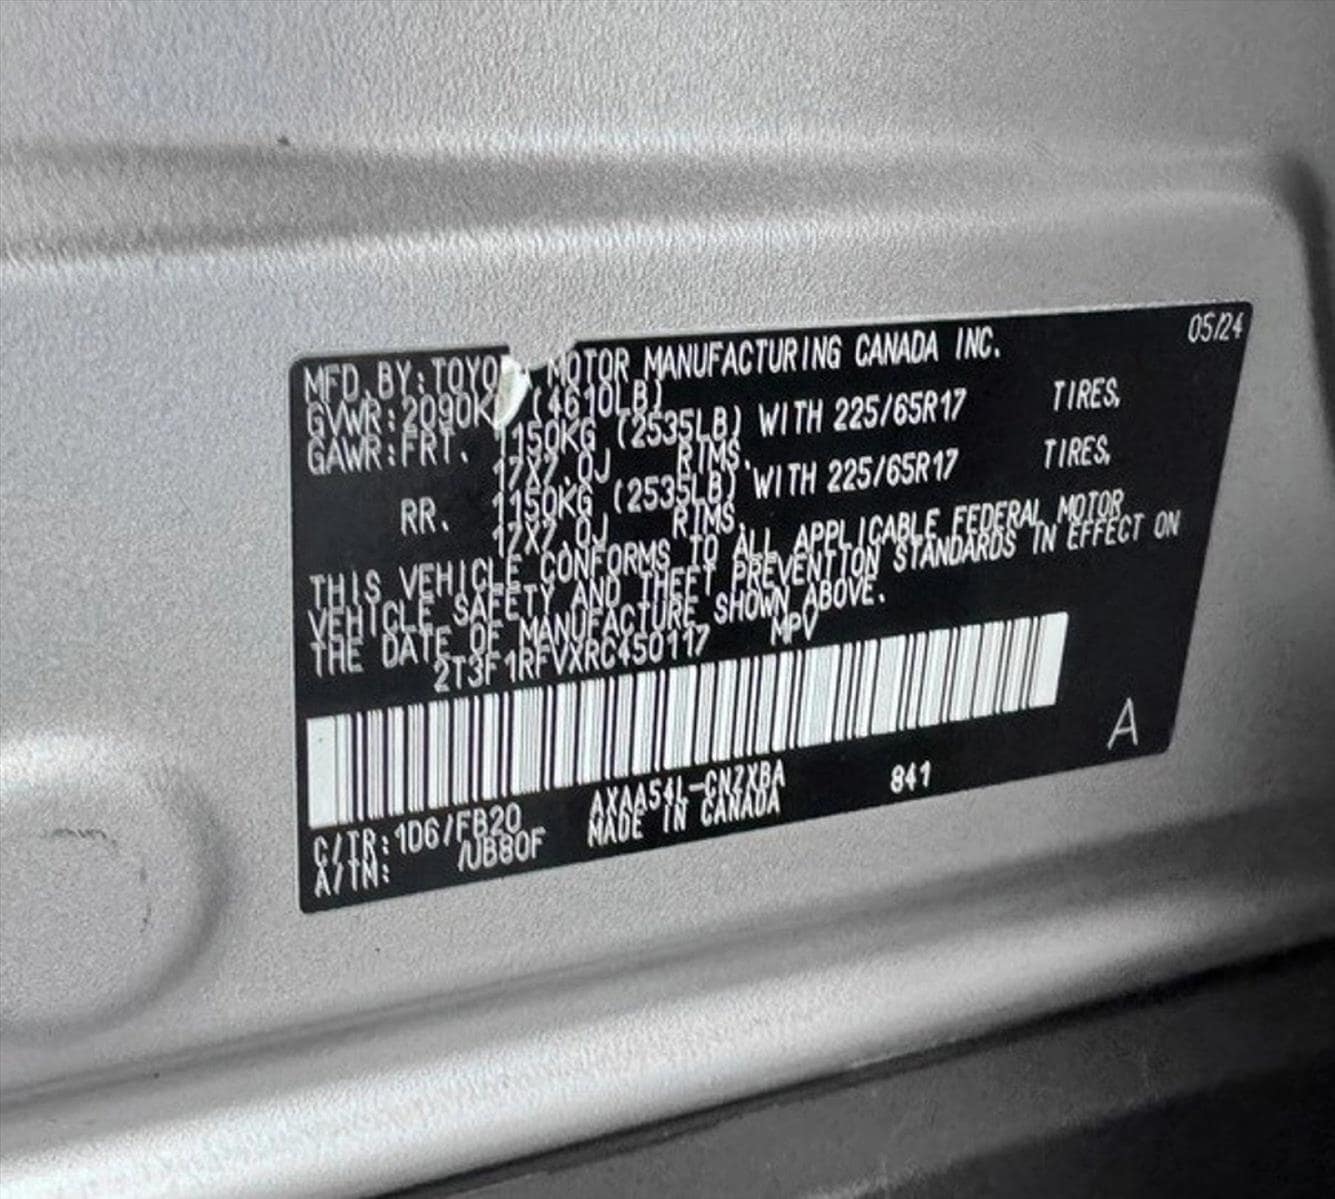 05/24
MFD. BY: TOYO MOTOR MANUFACTURING CANADA INC.
GVWR: 2090K (4610LB)
GAWR: FRT. 1150KG (2535LB) WITH 225/65R17 TIRES,
17X7.0J RIMS.
RR. 1150KG (2535LB) WITH 225/65R17 TIRES,
17X7.0J RIMS.
THIS VEHICLE CONFORMS TO ALL APPLICABLE FEDERAL MOTOR
VEHICLE SAFETY AND THEFT PREVENTION STANDARDS IN EFFECT ON
THE DATE OF MANUFACTURE SHOWN ABOVE.
2T3F1RFVXRC450117 MPV
A
C/TR: 1D6/FB20 AXAA54L-CNZXBA 841
A/TM: /UB80F MADE IN CANADA